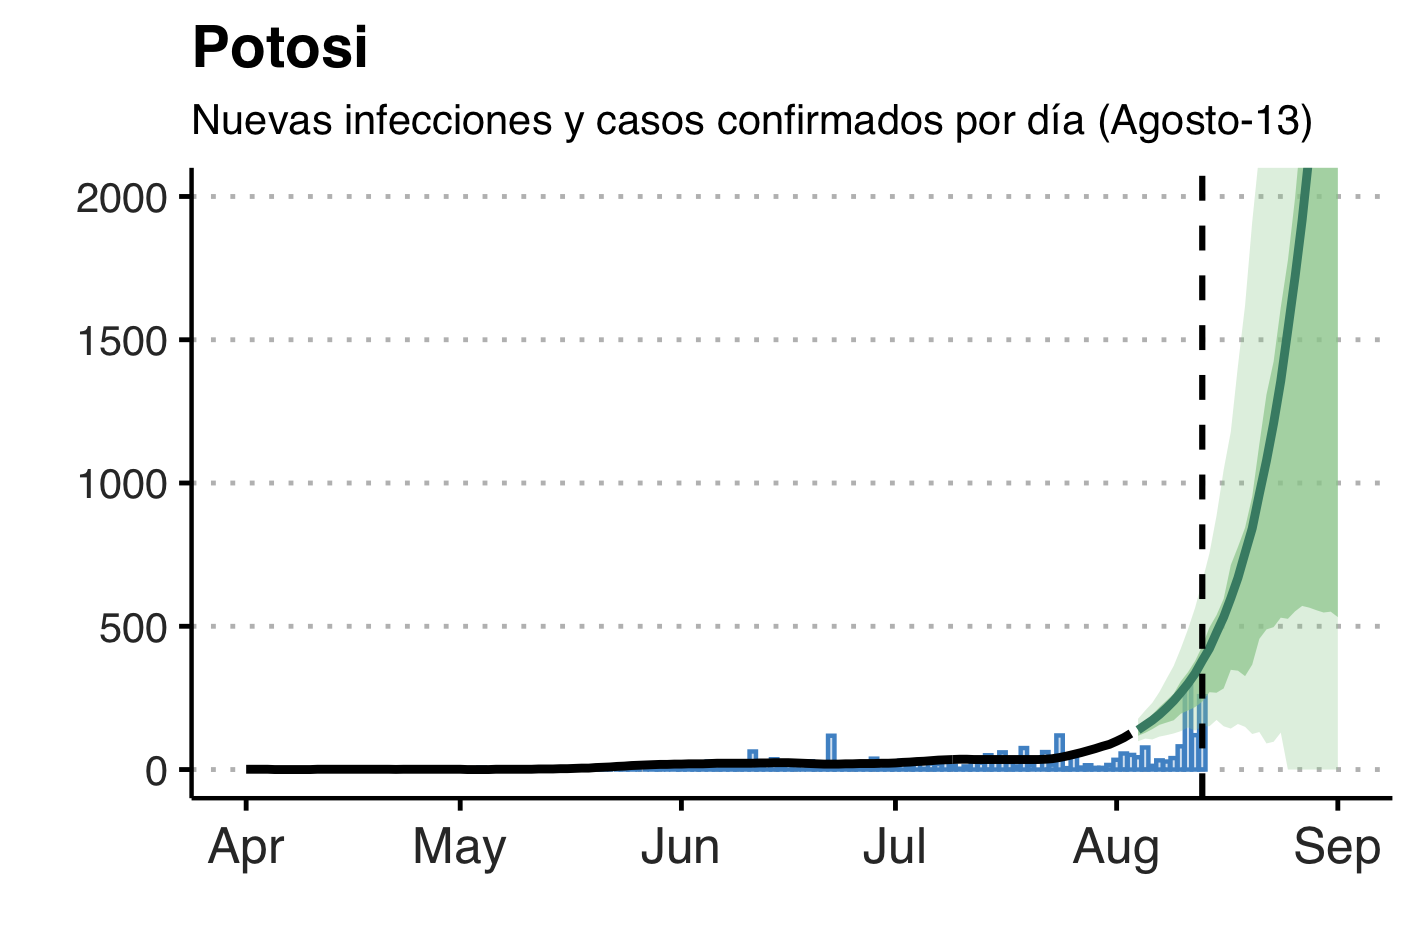 Potosi
Nuevas infecciones y casos confirmados por día (Agosto-13)
2000
1500
1000
500
0
Apr May Jun Jul Aug Sep